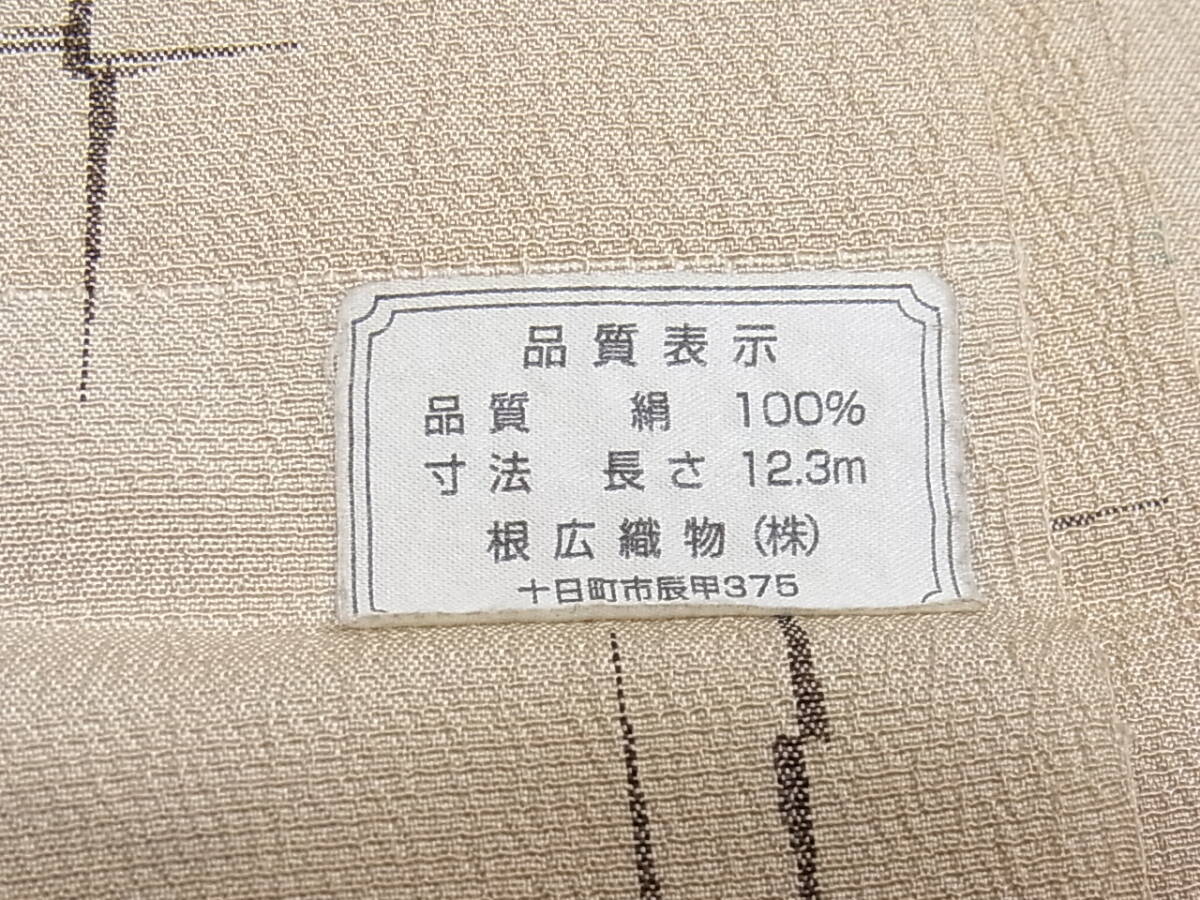 品質表示
品質 絹 100%
寸法 長さ 12.3m
根広織物(株)
十日町市辰甲375